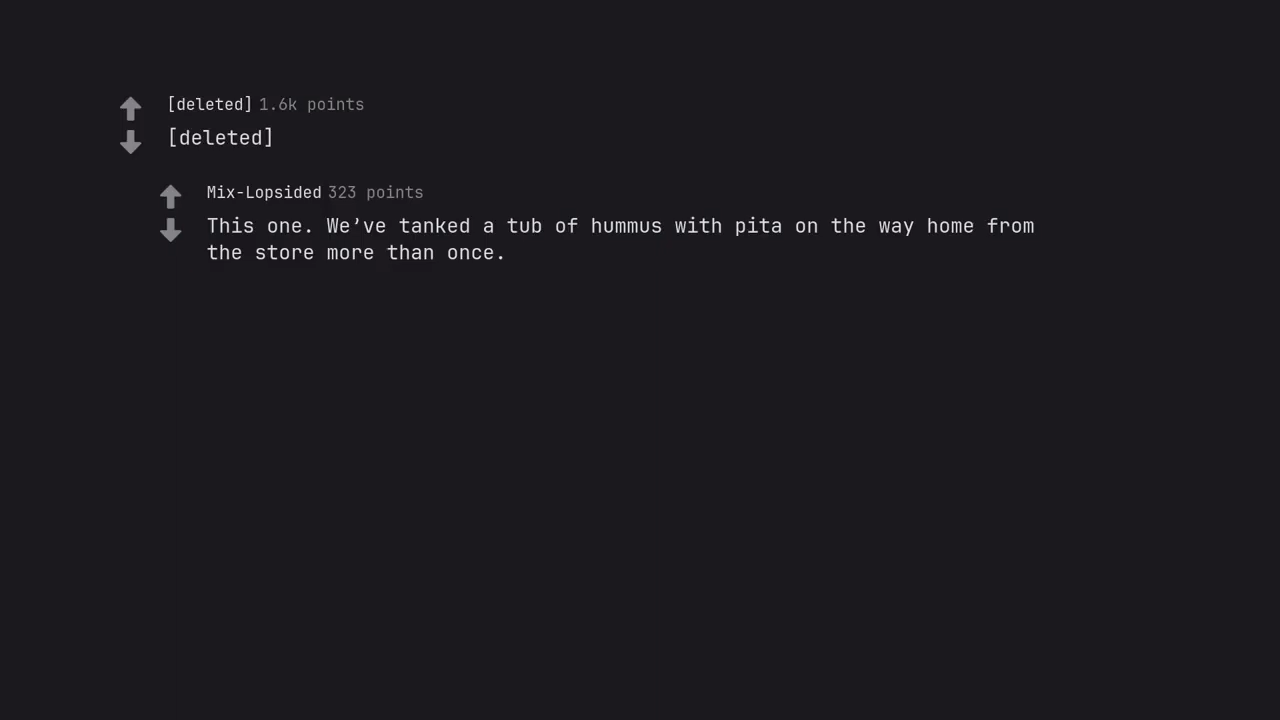 [deleted] 1.6k points
[deleted]
Mix-Lopsided 323 points
This one. We’ve tanked a tub of hummus with pita on the way home from
the store more than once.